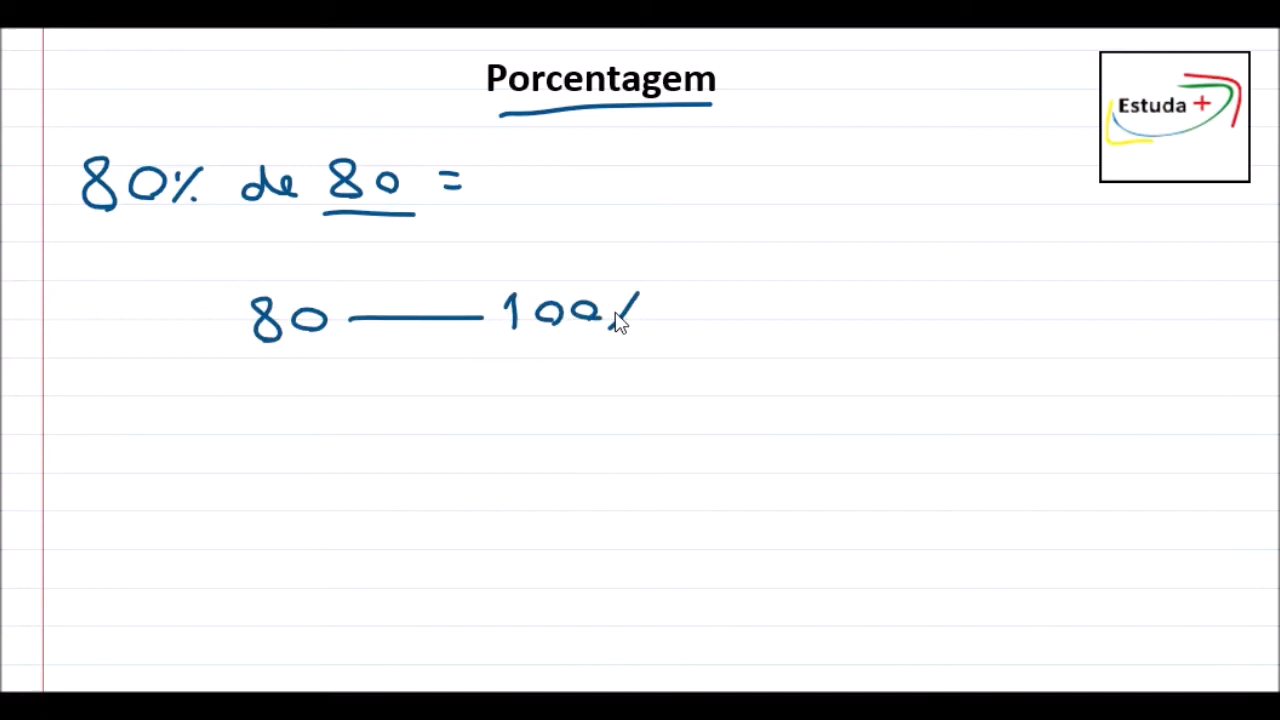 Porcentagem
Estuda +
80% de 80 =
80 —— 100%